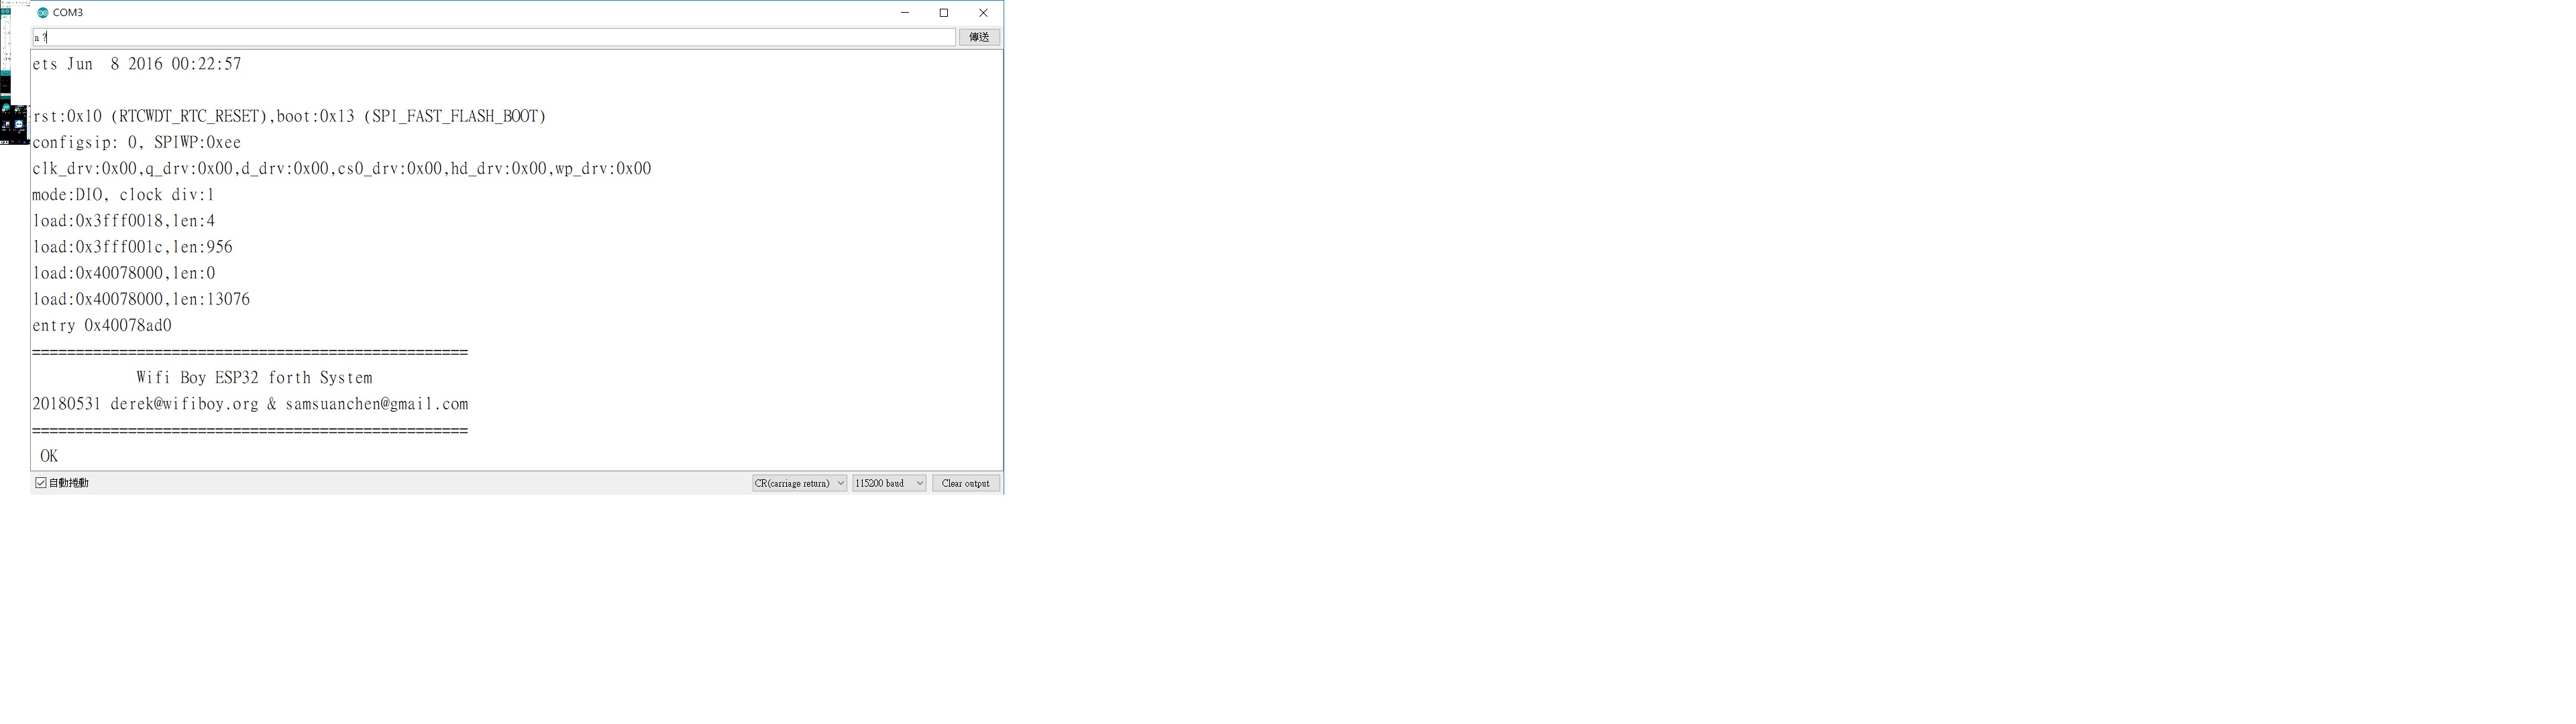 COM3
n ?
傳送
ets Jun  8 2016 00:22:57
rst:0x10 (RTCWDT_RTC_RESET),boot:0x13 (SPI_FAST_FLASH_BOOT)
configsip: 0, SPIWP:0xee
clk_drv:0x00,q_drv:0x00,d_drv:0x00,cs0_drv:0x00,hd_drv:0x00,wp_drv:0x00
mode:DIO, clock div:1
load:0x3fff0018,len:4
load:0x3fff001c,len:956
load:0x40078000,len:0
load:0x40078000,len:13076
entry 0x40078ad0
==================================================
            Wifi Boy ESP32 forth System
20180531 derek@wifiboy.org & samsuanchen@gmail.com
==================================================
 OK
自動捲動
CR(carriage return)
115200 baud
Clear output